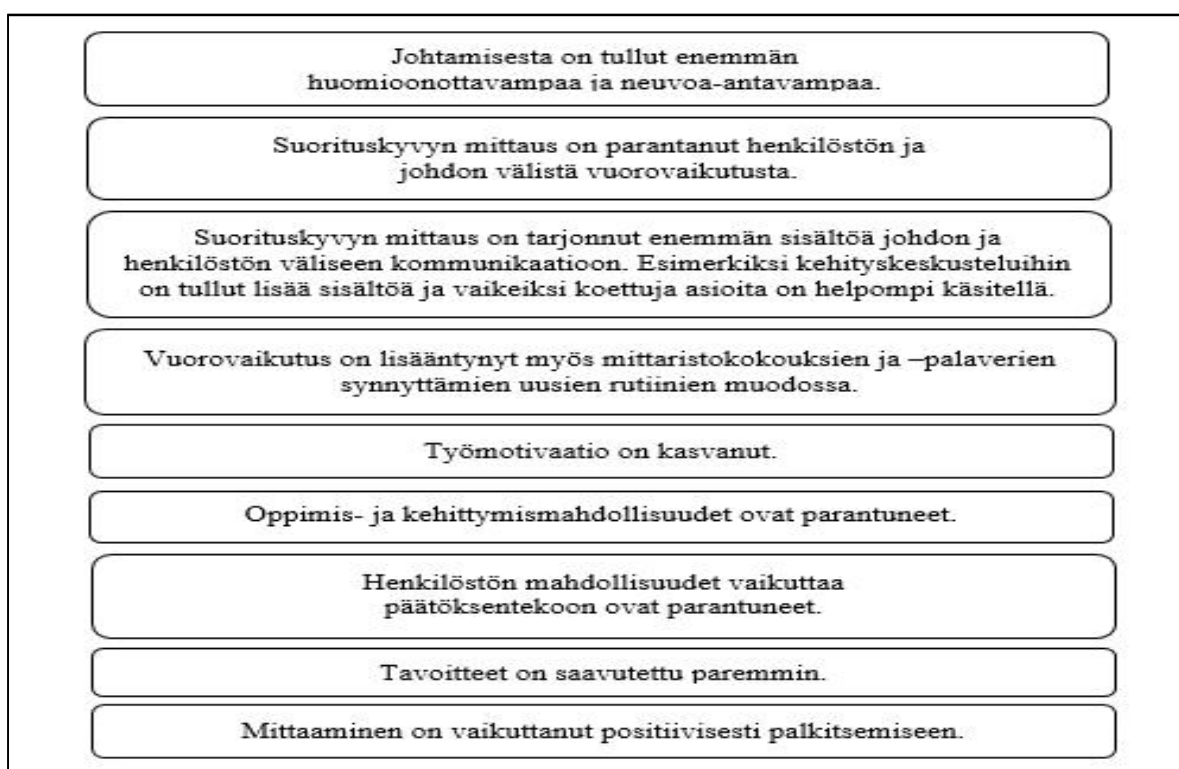 Johtamisesta on tullut enemmän
huomioonottavampaa ja neuvoa-antavampaa.
Suorituskyvyn mittaus on parantanut henkilöstön ja
johdon välistä vuorovaikutusta.
Suorituskyvyn mittaus on tarjonnut enemmän sisältöä johdon ja
henkilöstön väliseen kommunikaatioon. Esimerkiksi kehityskeskusteluihin
on tullut lisää sisältöä ja vaikeiksi koettuja asioita on helpompi käsitellä.
Vuorovaikutus on lisääntynyt myös mittaristokokouksien ja –palaverien
synnyttämien uusien rutiinien muodossa.
Työmotivaatio on kasvanut.
Oppimis- ja kehittymismahdollisuudet ovat parantuneet.
Henkilöstön mahdollisuudet vaikuttaa
päätöksentekoon ovat parantuneet.
Tavoitteet on saavutettu paremmin.
Mittaaminen on vaikuttanut positiivisesti palkitsemiseen.